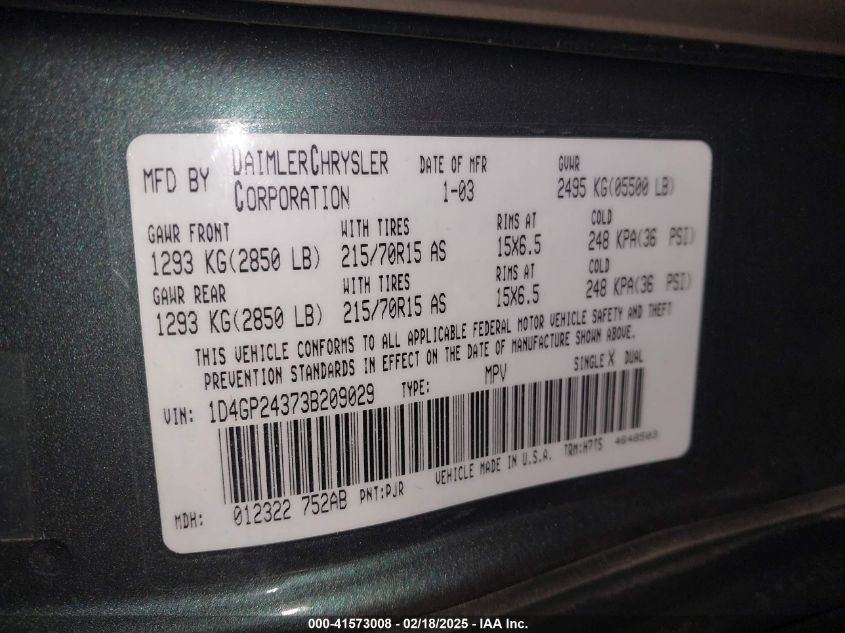 MFD BY DAIMLERCHRYSLER CORPORATION DATE OF MFR 1-03 GVWR 2495 KG(05500 LB)
GAWR FRONT WITH TIRES RIMS AT COLD
1293 KG(2850 LB) 215/70R15 AS 15X6.5 248 KPA(36 PSI)
GAWR REAR WITH TIRES RIMS AT COLD
1293 KG(2850 LB) 215/70R15 AS 15X6.5 248 KPA(36 PSI)
THIS VEHICLE CONFORMS TO ALL APPLICABLE FEDERAL MOTOR VEHICLE SAFETY AND THEFT
PREVENTION STANDARDS IN EFFECT ON THE DATE OF MANUFACTURE SHOWN ABOVE.
VIN: 1D4GP24373B209029 TYPE: MPV SINGLE X DUAL
VEHICLE MADE IN U.S.A. TRM:H7T5 4648503
MDH: 012322 752AB PNT:PJR
000-41573008 - 02/18/2025 - IAA Inc.